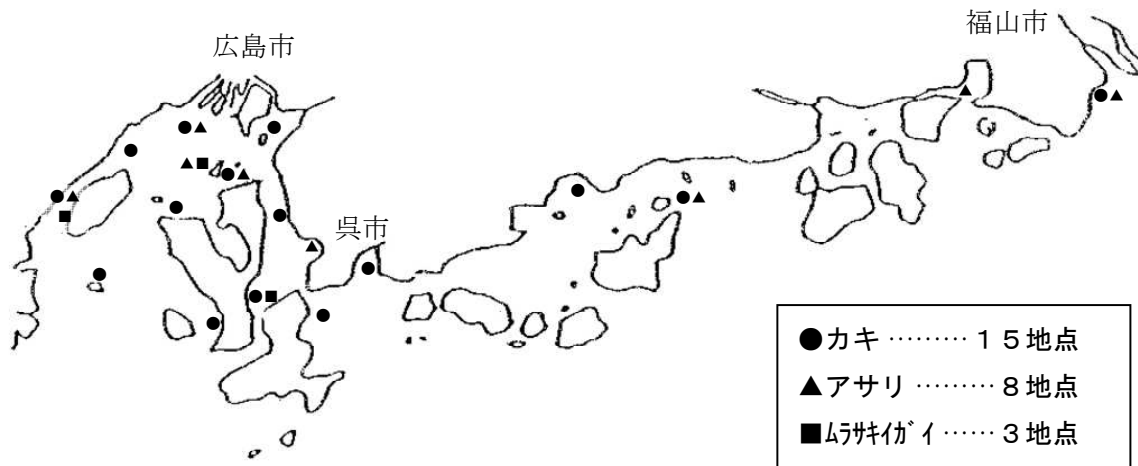 広島市
福山市
呉市
●カキ ……… 15地点
▲アサリ ……… 8地点
■ﾑﾗｻｷｲｶﾞｲ …… 3地点